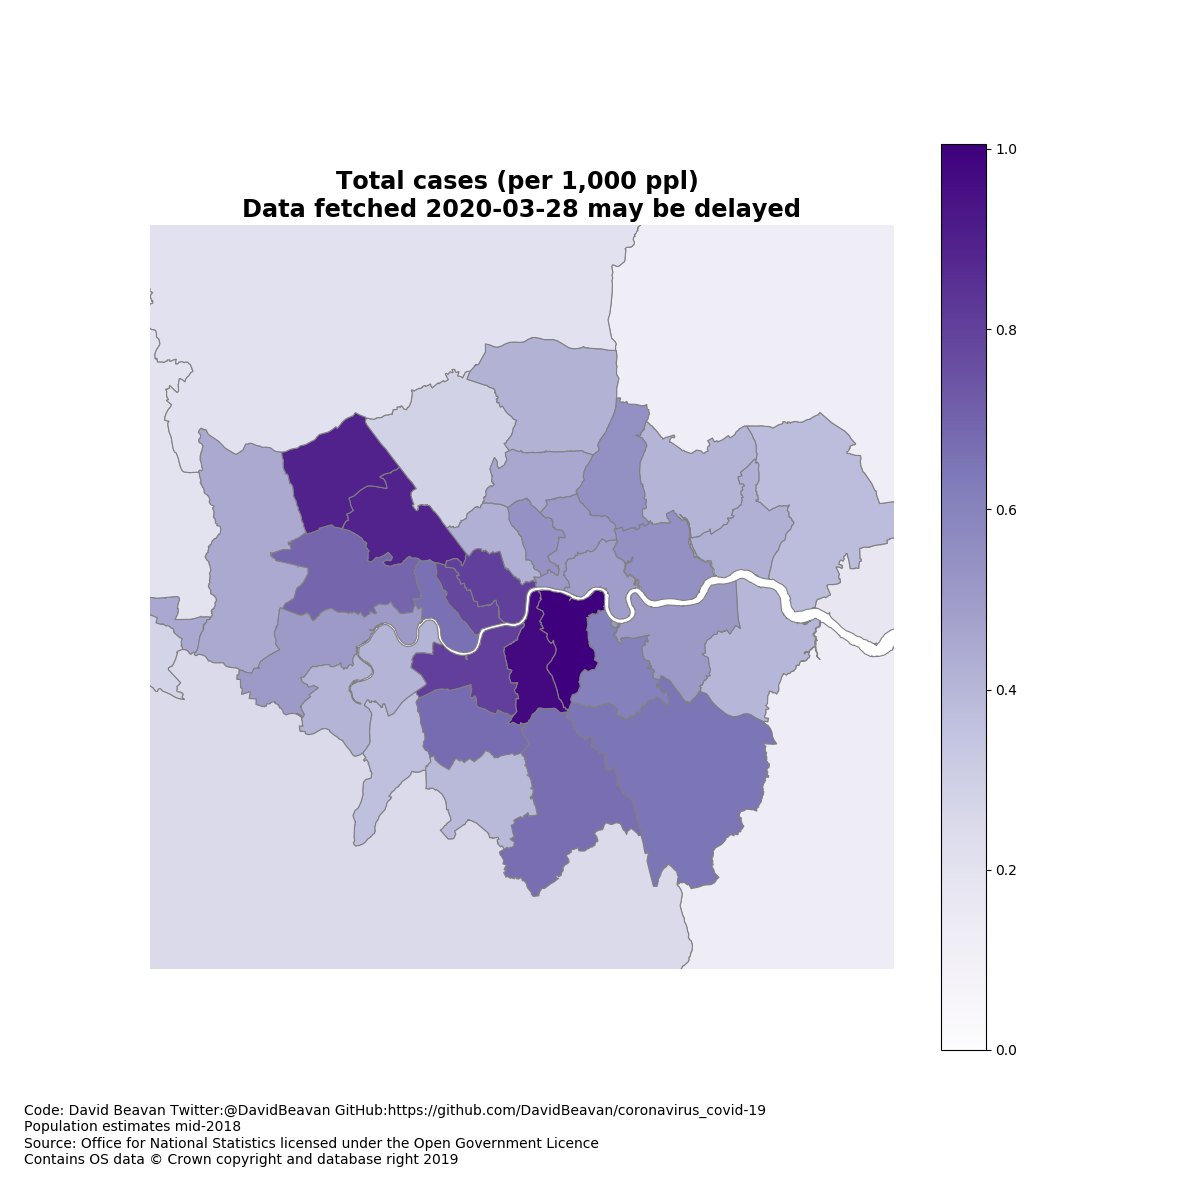 Total cases (per 1,000 ppl)
Data fetched 2020-03-28 may be delayed
1.0
0.8
0.6
0.4
0.2
0.0
Code: David Beavan Twitter:@DavidBeavan GitHub:https://github.com/DavidBeavan/coronavirus_covid-19
Population estimates mid-2018
Source: Office for National Statistics licensed under the Open Government Licence
Contains OS data © Crown copyright and database right 2019